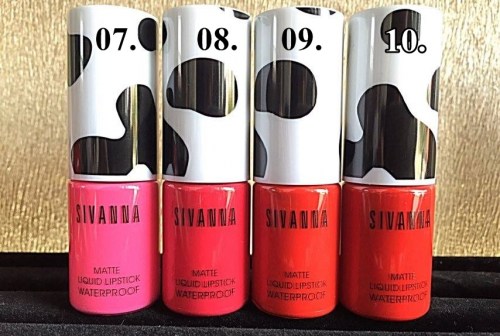 07. 08. 09. 10.
SIVANNA SIVANNA SIVANNA SIVANNA
MATTE MATTE MATTE MATTE
LIQUID LIPSTICK LIQUID LIPSTICK LIQUID LIPSTICK LIQUID LIPSTICK
WATERPROOF WATERPROOF WATERPROOF WATERPROOF